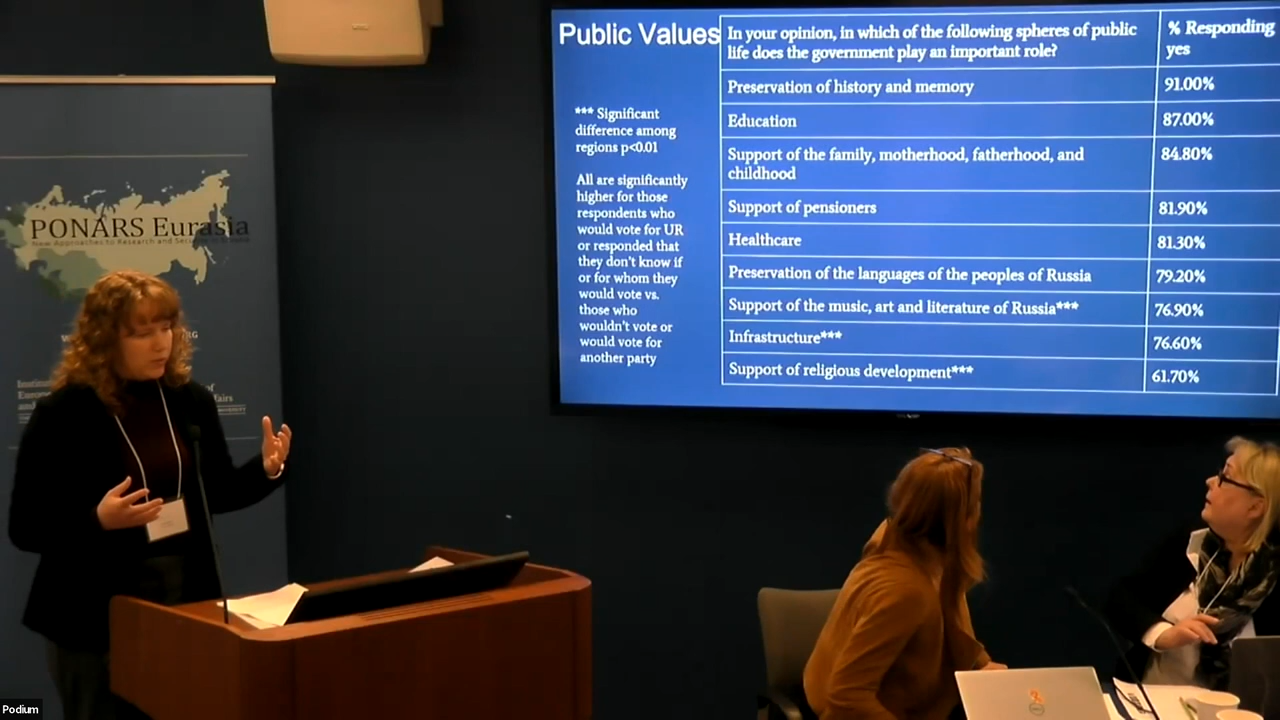 Public Values
*** Significant
difference among
regions p<0.01
All are significantly
higher for those
respondents who
would vote for UR
or responded that
they don't know if
or for whom they
would vote vs.
those who
wouldn't vote or
would vote for
another party
In your opinion, in which of the following spheres of public
life does the government play an important role?
% Responding
yes
Preservation of history and memory
91.00%
Education
87.00%
Support of the family, motherhood, fatherhood, and
childhood
84.80%
Support of pensioners
81.90%
Healthcare
81.30%
Preservation of the languages of the peoples of Russia
79.20%
Support of the music, art and literature of Russia***
76.90%
Infrastructure***
76.60%
Support of religious development***
61.70%
PONARS Eurasia
New Approaches to Research and
Podium